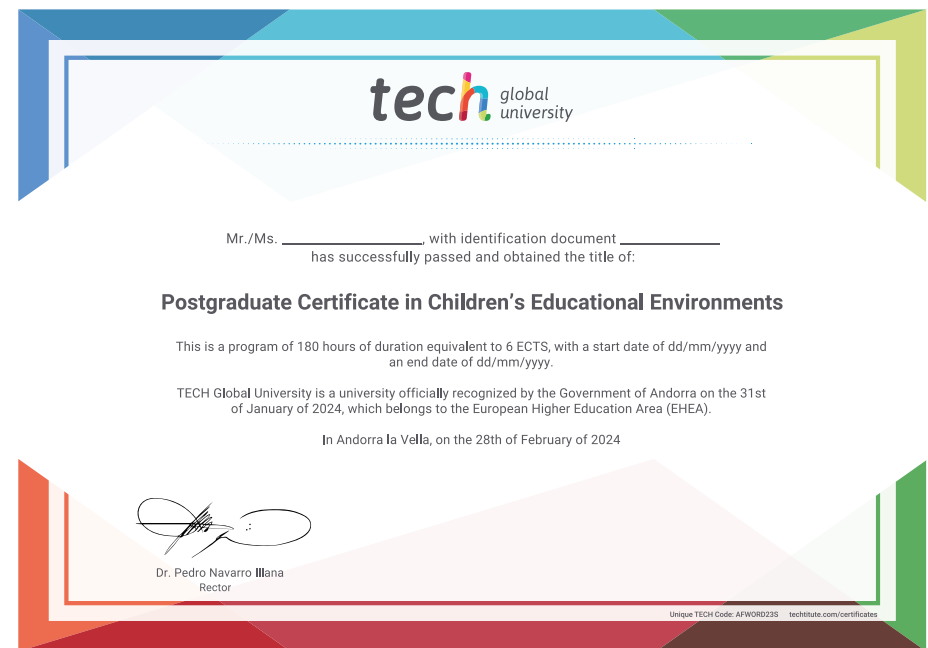 tech global university
Mr./Ms. ____________________, with identification document ______________
has successfully passed and obtained the title of:
Postgraduate Certificate in Children’s Educational Environments
This is a program of 180 hours of duration equivalent to 6 ECTS, with a start date of dd/mm/yyyy and
an end date of dd/mm/yyyy.
TECH Global University is a university officially recognized by the Government of Andorra on the 31st
of January of 2024, which belongs to the European Higher Education Area (EHEA).
In Andorra la Vella, on the 28th of February of 2024
Dr. Pedro Navarro Illana
Rector
Unique TECH Code: AFWORD23S techtitute.com/certificates